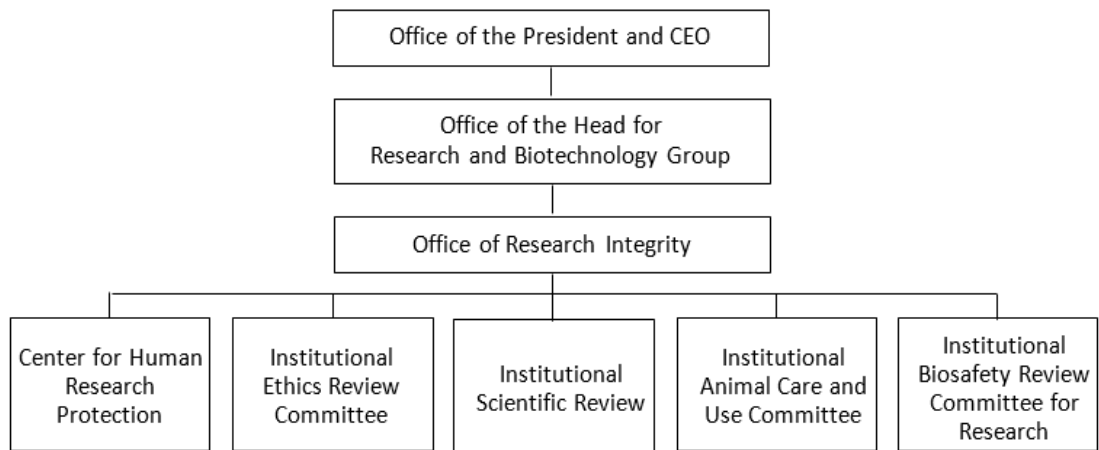 Office of the President and CEO
Office of the Head for
Research and Biotechnology Group
Office of Research Integrity
Center for Human
Research
Protection
Institutional
Ethics Review
Committee
Institutional
Scientific Review
Institutional
Animal Care and
Use Committee
Institutional
Biosafety Review
Committee for
Research